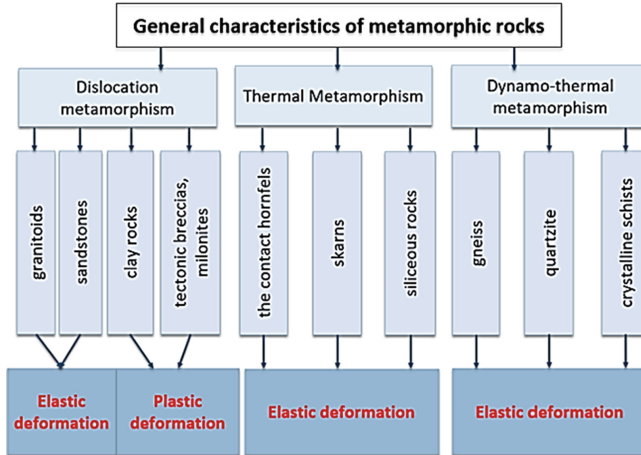 General characteristics of metamorphic rocks
Dislocation
metamorphism
Thermal Metamorphism
Dynamo-thermal
metamorphism
granitoids
sandstones
clay rocks
tectonic breccias,
milonites
the contact hornfels
skarns
siliceous rocks
gneiss
quartzite
crystalline schists
Elastic
deformation
Plastic
deformation
Elastic deformation
Elastic deformation